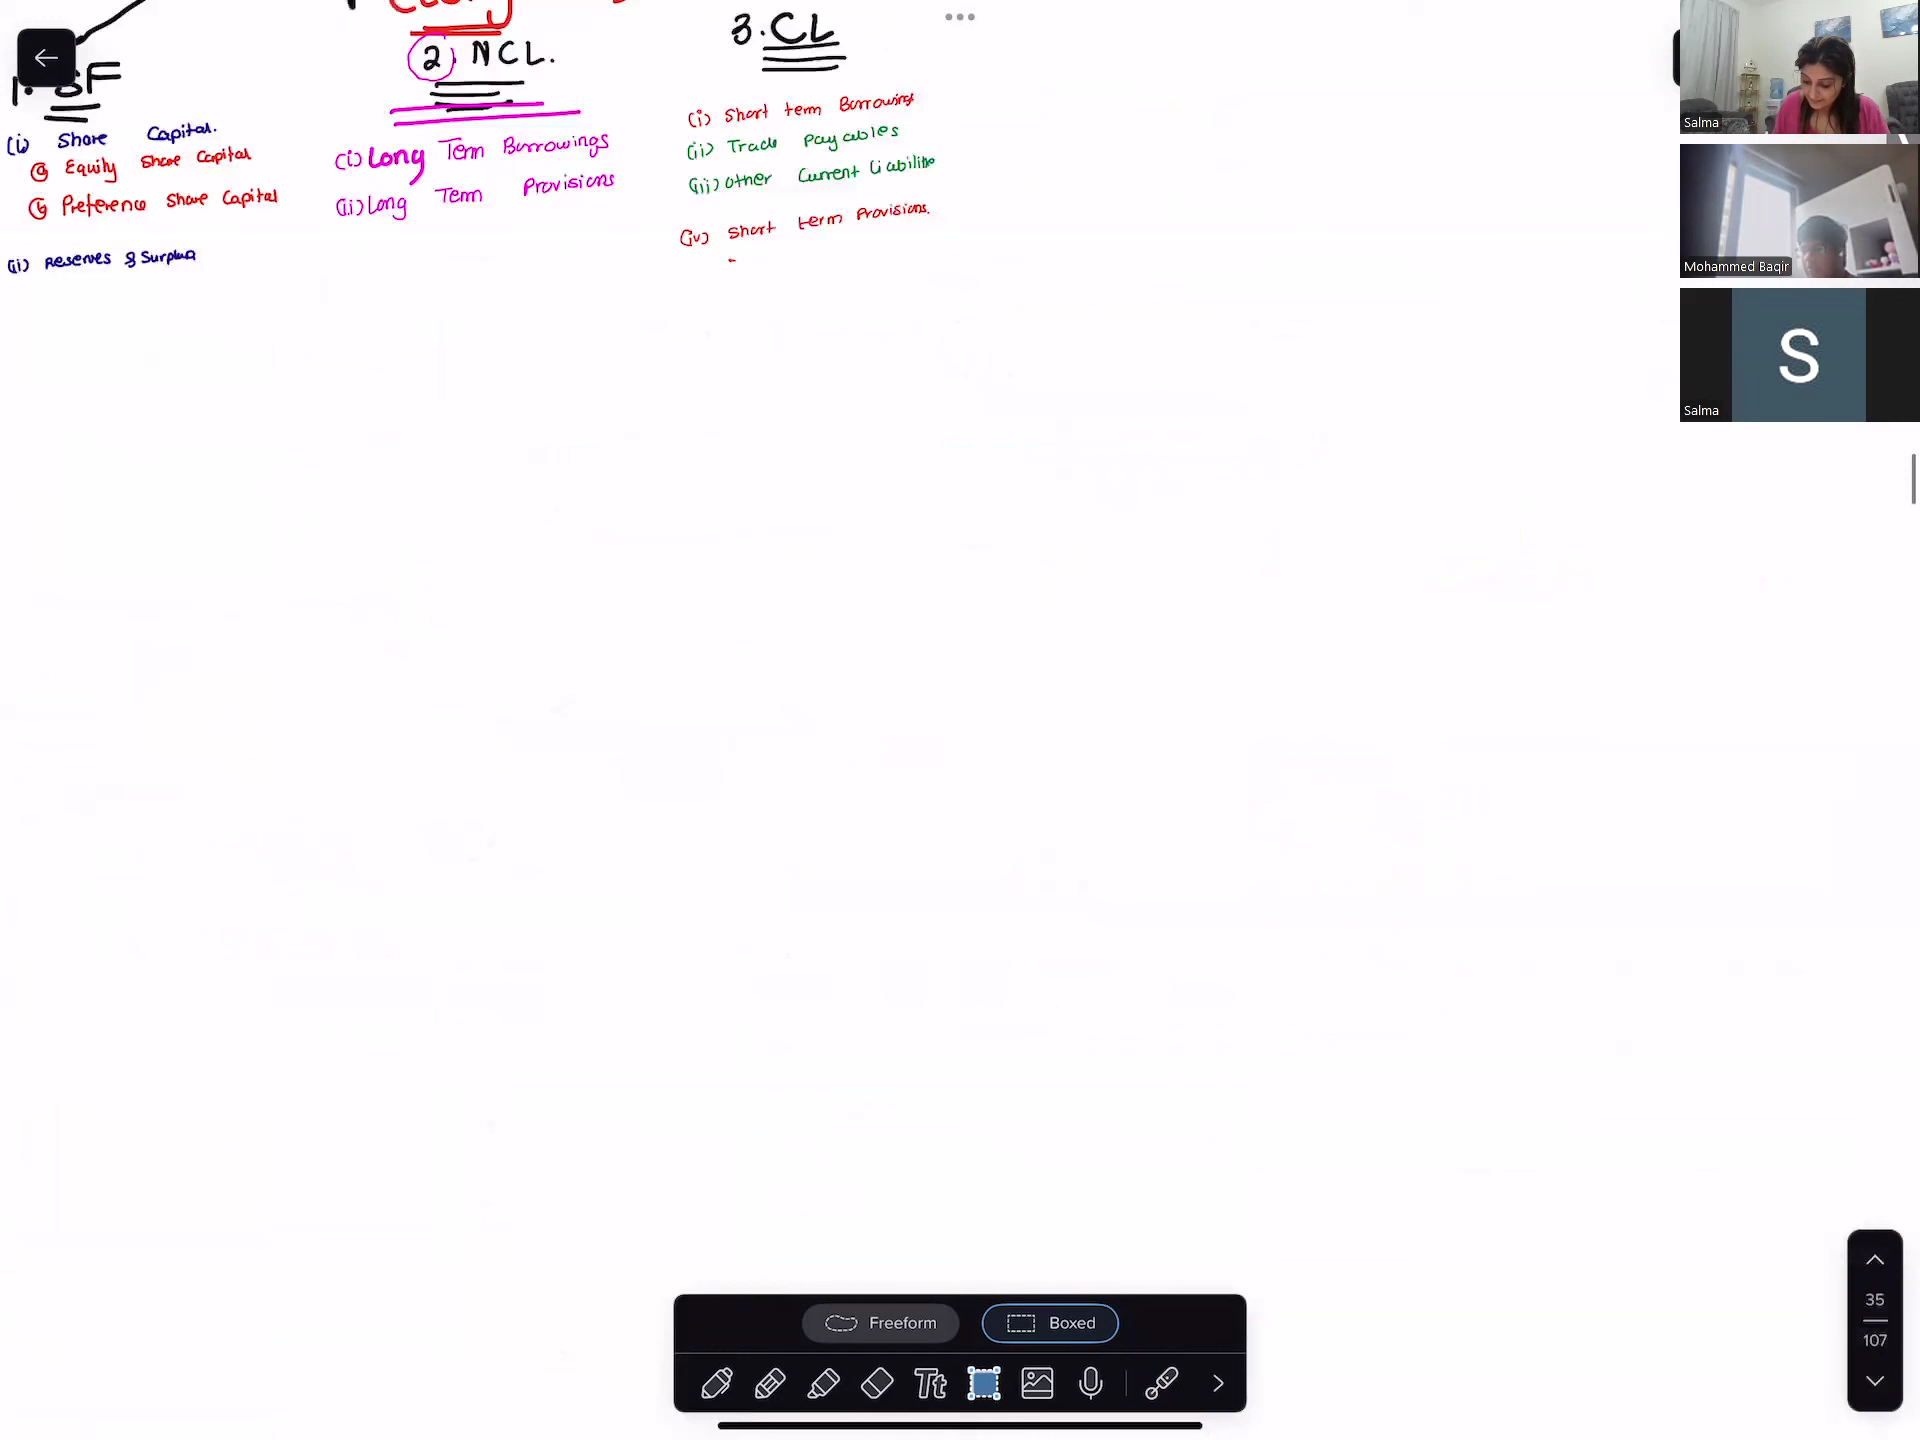 2. NCL.
3. CL
(i) Share Capital.
(a) Equity Share Capital
(b) Preference Share Capital
(ii) Reserves & Surplus
(i) Long Term Borrowings
(ii) Long Term Provisions
(i) Short term Borrowings
(ii) Trade Payables
(iii) Other Current Liabilities
(iv) Short term Provisions.
Salma
Mohammed Baqir
S
Salma
35
107
Freeform
Boxed
Tt